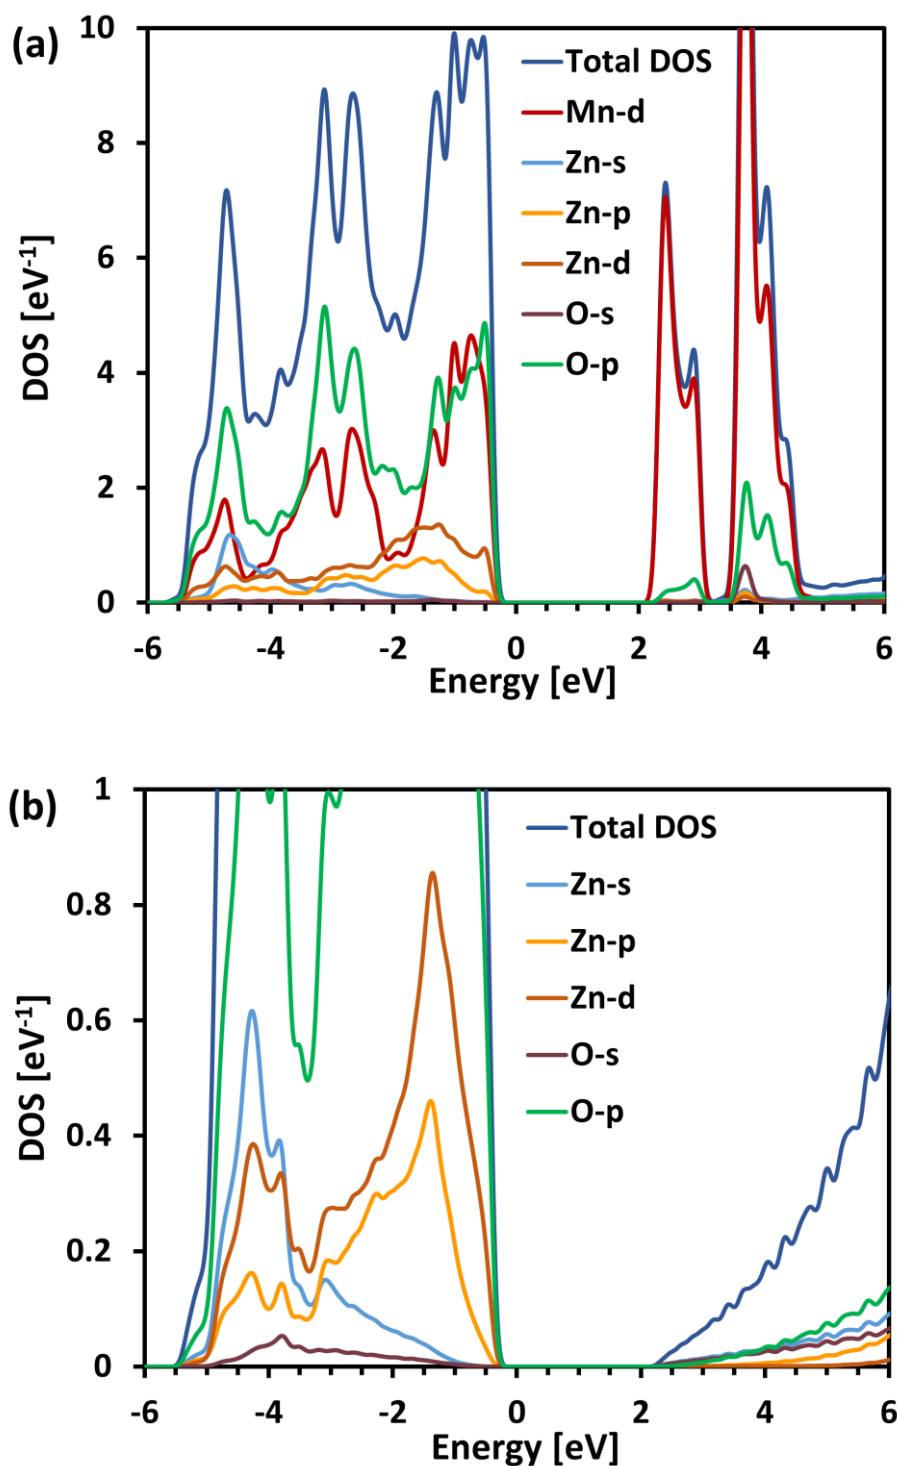 (a)
10
8
6
4
2
0
DOS [eV⁻¹]
Total DOS
Mn-d
Zn-s
Zn-p
Zn-d
O-s
O-p
-6 -4 -2 0 2 4 6
Energy [eV]
(b)
1
0.8
0.6
0.4
0.2
0
DOS [eV⁻¹]
Total DOS
Zn-s
Zn-p
Zn-d
O-s
O-p
-6 -4 -2 0 2 4 6
Energy [eV]